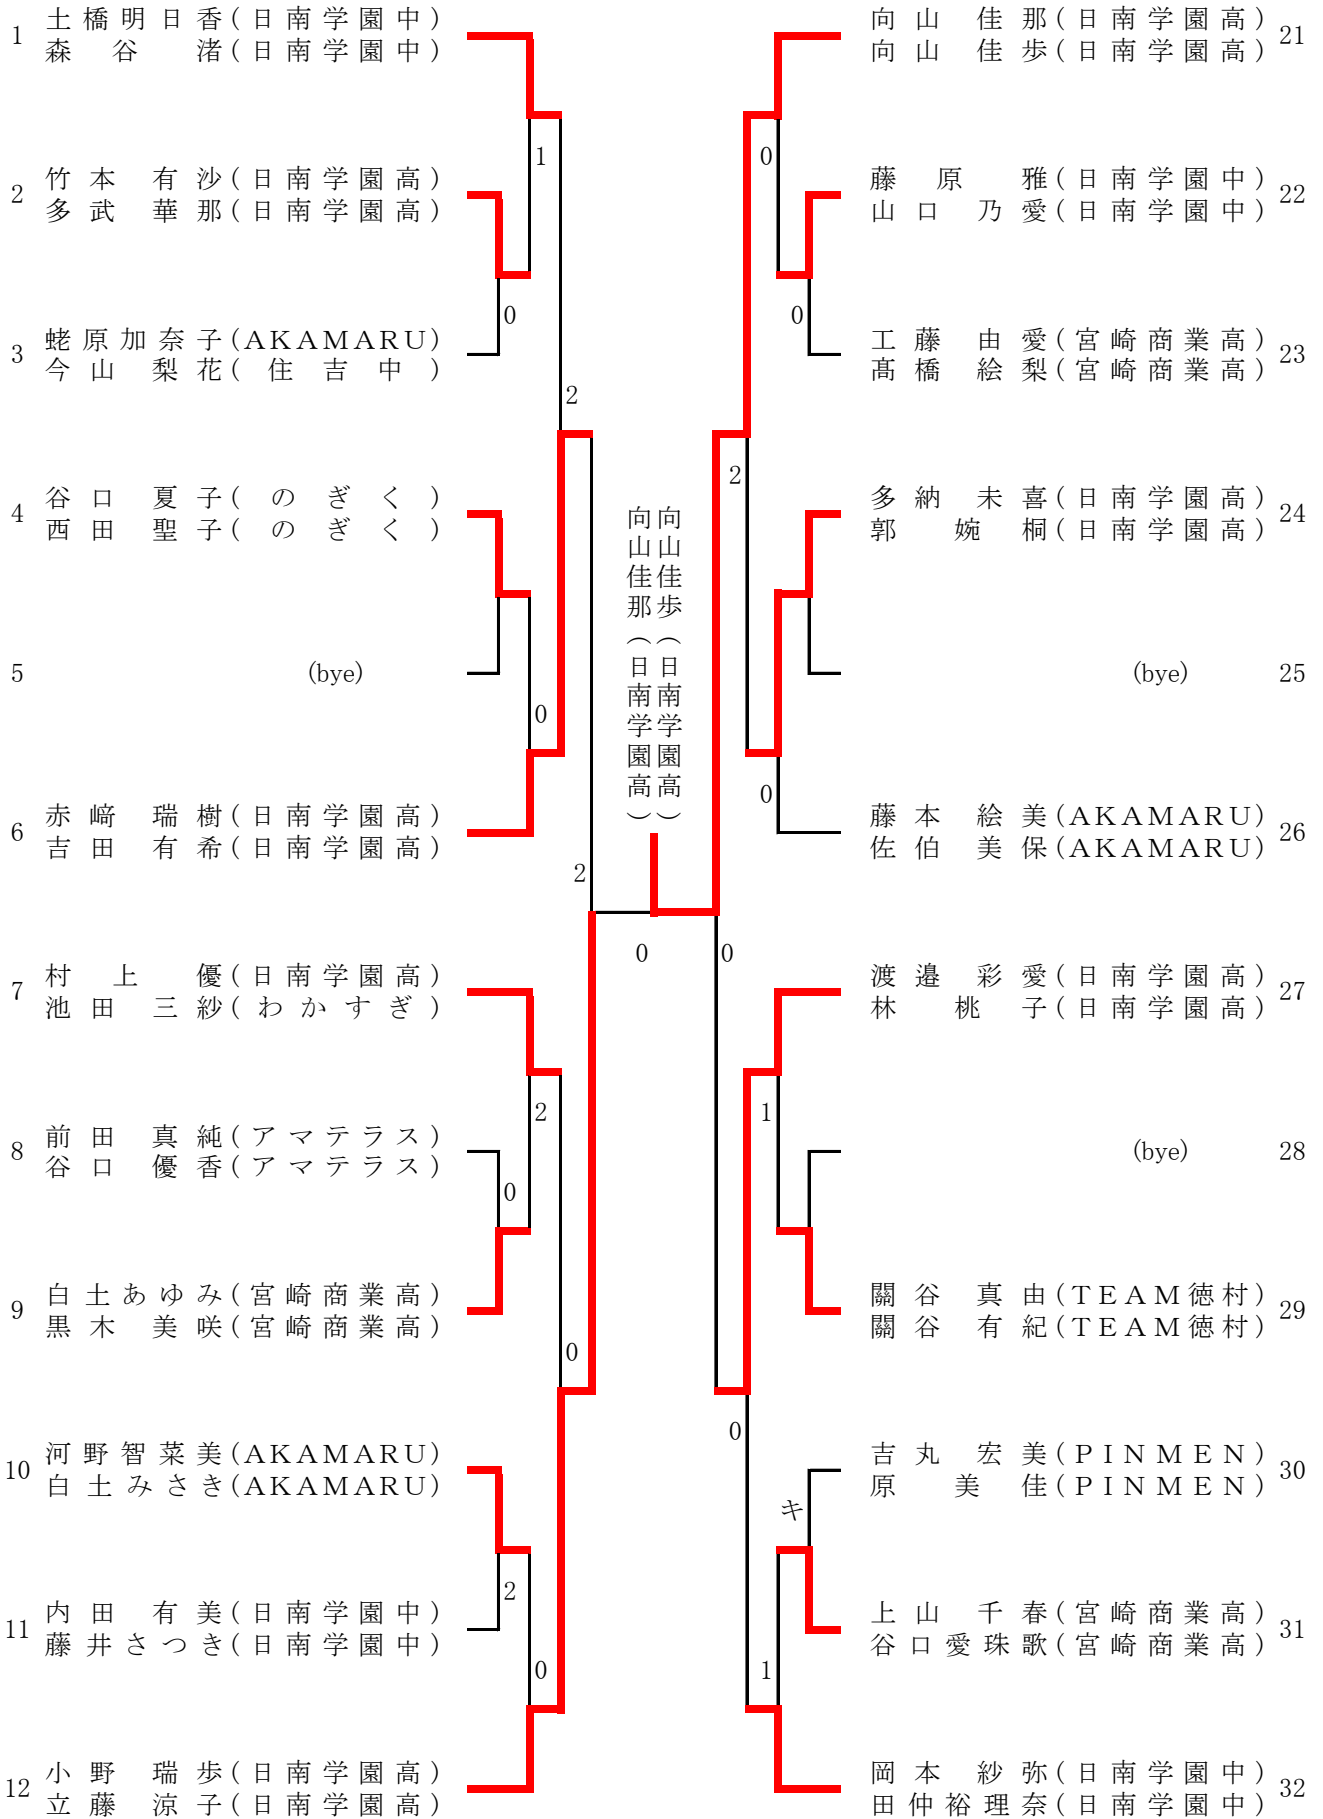 1 土橋明日香(日南学園中)
森谷 渚(日南学園中)
1
2 竹本 有沙(日南学園高)
多武 華那(日南学園高)
0
3 蛯原加奈子(AKAMARU)
今山 梨花(住吉中)
2
4 谷口 夏子(のぎく)
西田 聖子(のぎく)
5 (bye)
0
6 赤﨑 瑞樹(日南学園高)
吉田 有希(日南学園高)
2
7 村上 優(日南学園高)
池田 三紗(わかすぎ)
2
8 前田 真純(アマテラス)
谷口 優香(アマテラス)
0
9 白土あゆみ(宮崎商業高)
黒木 美咲(宮崎商業高)
0
10 河野智菜美(AKAMARU)
白土みさき(AKAMARU)
2
11 内田 有美(日南学園中)
藤井さつき(日南学園中)
0
12 小野 瑞歩(日南学園高)
立藤 涼子(日南学園高)
向山佳歩(日南学園高)
向山佳那(日南学園高)
0
向山 佳那(日南学園高) 21
向山 佳歩(日南学園高)
0
藤原 雅(日南学園中) 22
山口 乃愛(日南学園中)
0
工藤 由愛(宮崎商業高) 23
髙橋 絵梨(宮崎商業高)
2
多納 未喜(日南学園高) 24
郭 婉桐(日南学園高)
(bye) 25
0
藤本 絵美(AKAMARU) 26
佐伯 美保(AKAMARU)
0
渡邉 彩愛(日南学園高) 27
林 桃子(日南学園高)
1
(bye) 28
關谷 真由(TEAM徳村) 29
關谷 有紀(TEAM徳村)
0
吉丸 宏美(PINMEN) 30
原 美佳(PINMEN)
キ
上山 千春(宮崎商業高) 31
谷口愛珠歌(宮崎商業高)
1
岡本 紗弥(日南学園中) 32
田仲裕理奈(日南学園中)